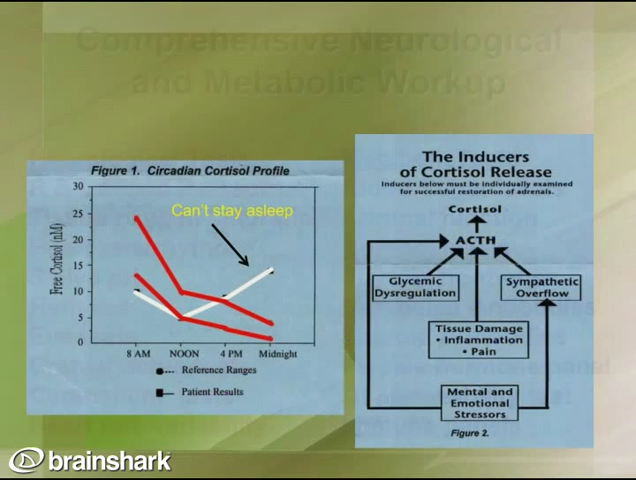 Comprehensive Neurological
and Metabolic Workup
Figure 1. Circadian Cortisol Profile
30
25
20
15
10
5
0
Free Cortisol (nM)
Can't stay asleep
8 AM NOON 4 PM Midnight
Reference Ranges
Patient Results
The Inducers
of Cortisol Release
Inducers below must be individually examined
for successful restoration of adrenals.
Cortisol
ACTH
Glycemic
Dysregulation
Sympathetic
Overflow
Tissue Damage
• Inflammation
• Pain
Mental and
Emotional
Stressors
Figure 2.
brainshark